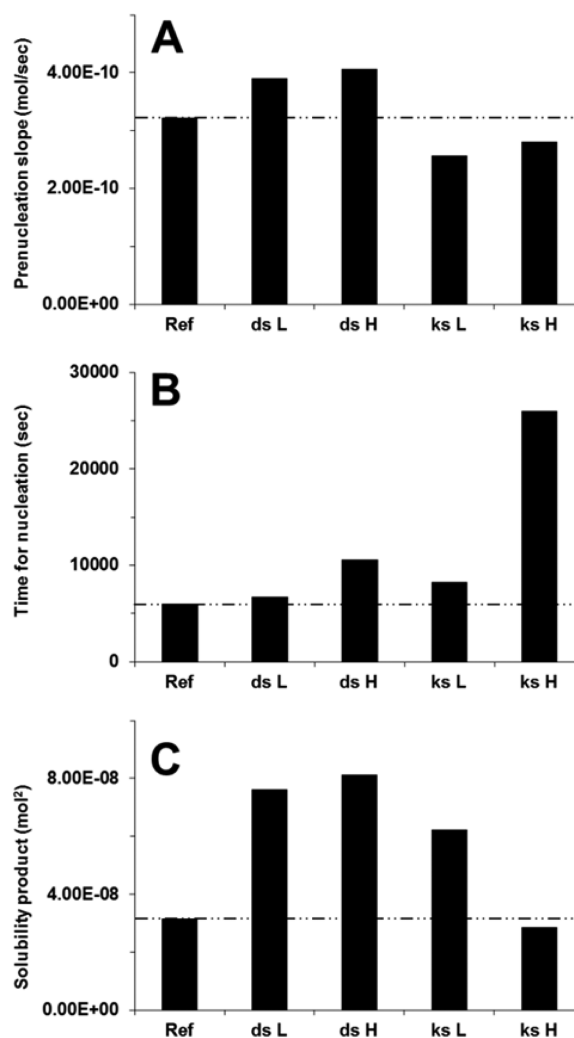 A
Prenucleation slope (mol/sec)
4.00E-10
2.00E-10
0.00E+00
Ref ds L ds H ks L ks H
B
Time for nucleation (sec)
30000
20000
10000
0
Ref ds L ds H ks L ks H
C
Solubility product (mol²)
8.00E-08
4.00E-08
0.00E+00
Ref ds L ds H ks L ks H